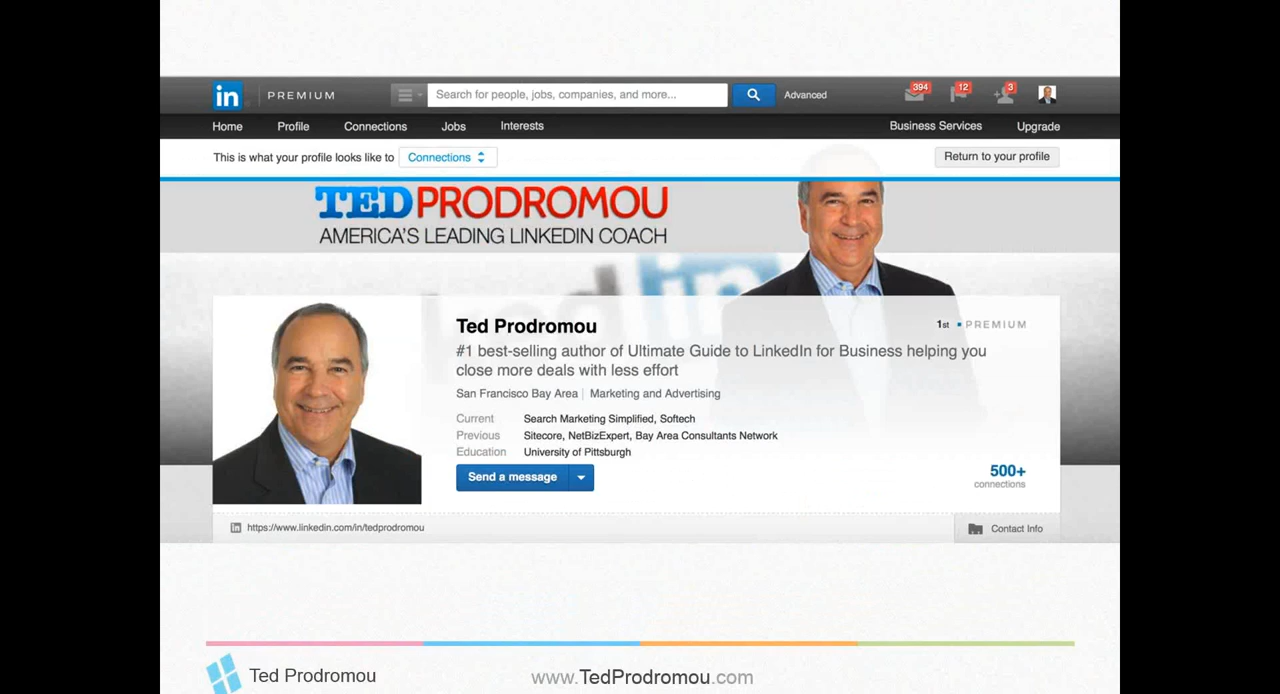 in PREMIUM Search for people, jobs, companies, and more... Advanced 394 12 3
Home Profile Connections Jobs Interests Business Services Upgrade
This is what your profile looks like to Connections Return to your profile
TED PRODROMOU
AMERICA'S LEADING LINKEDIN COACH
Ted Prodromou
1st PREMIUM
#1 best-selling author of Ultimate Guide to LinkedIn for Business helping you
close more deals with less effort
San Francisco Bay Area | Marketing and Advertising
Current Search Marketing Simplified, Softech
Previous Sitecore, NetBizExpert, Bay Area Consultants Network
Education University of Pittsburgh
Send a message
500+
connections
in https://www.linkedin.com/in/tedprodromou Contact Info
Ted Prodromou www.TedProdromou.com